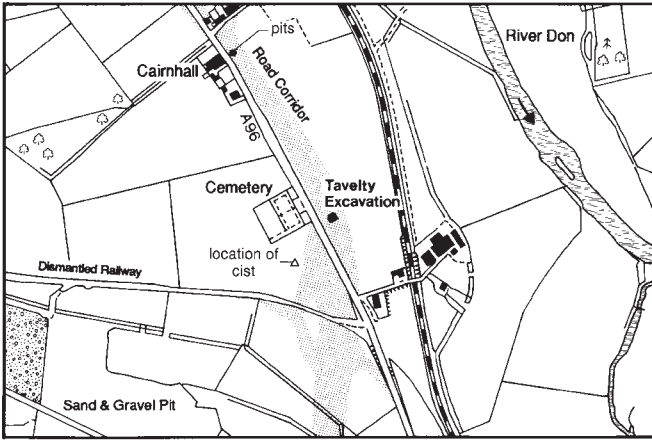 pits
River Don
Cairnhall
Road Corridor
A96
Cemetery
Tavelty
Excavation
location of
cist
Dismantled Railway
Sand & Gravel Pit